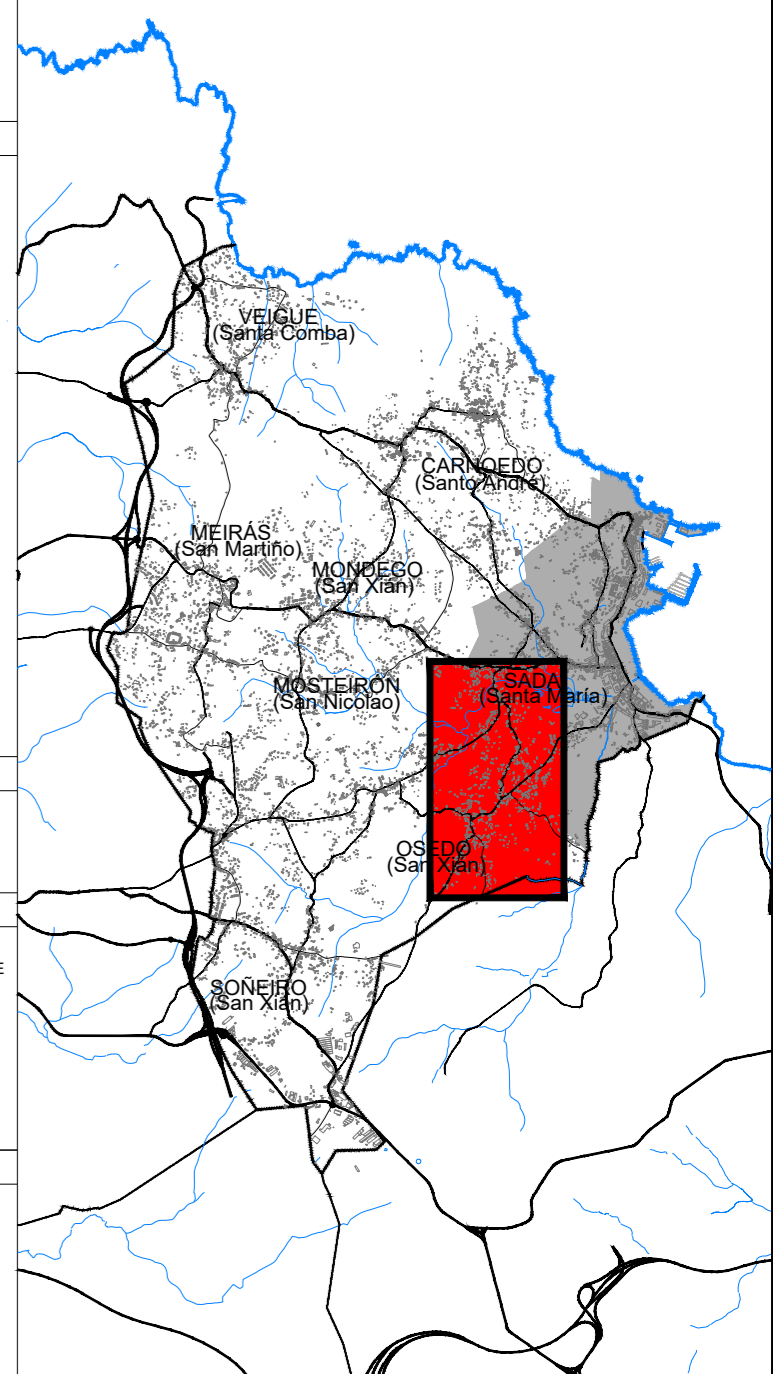 VEIGUE
(Santa Comba)
CARNOEDO
(Santo André)
MEIRÁS
(San Martiño)
MONDEGO
(San Xián)
SADA
(Santa María)
MOSTEIRÓN
(San Nicolao)
OSEDO
(San Xián)
E
SOÑEIRO
(San Xián)